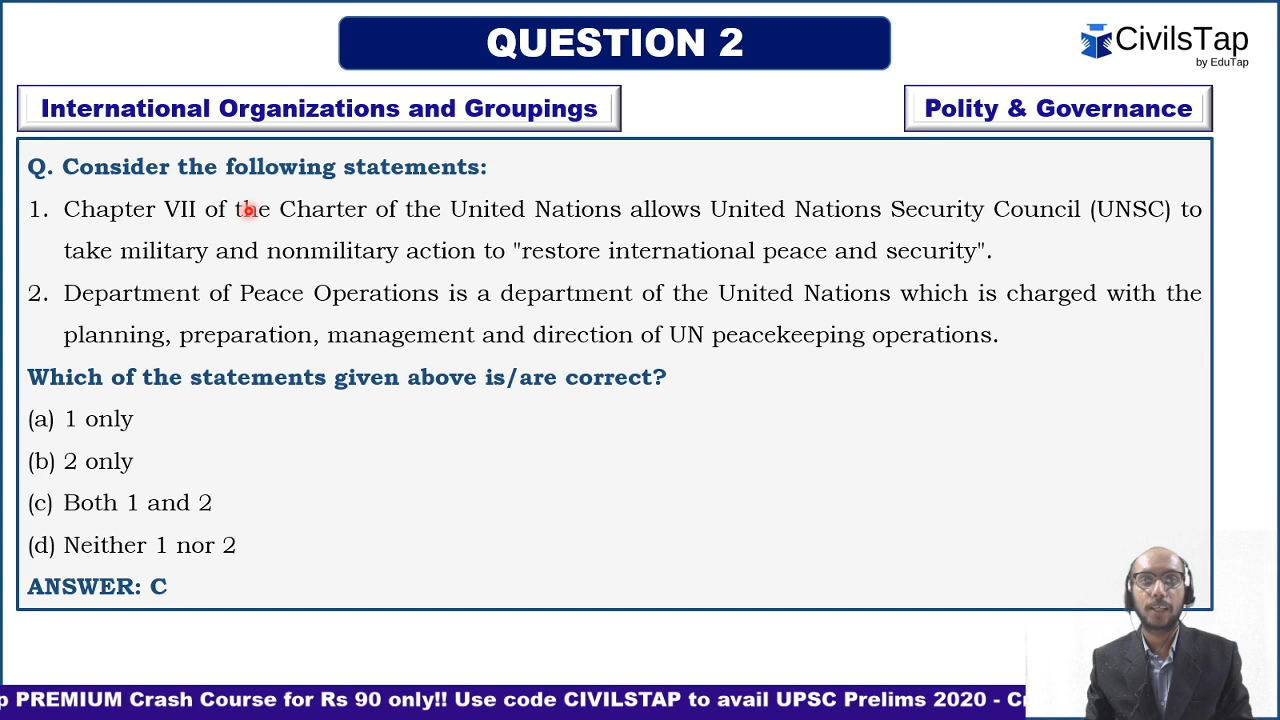 QUESTION 2
CivilsTap
by EduTap
International Organizations and Groupings
Polity & Governance
Q. Consider the following statements:
1. Chapter VII of the Charter of the United Nations allows United Nations Security Council (UNSC) to
take military and nonmilitary action to "restore international peace and security".
2. Department of Peace Operations is a department of the United Nations which is charged with the
planning, preparation, management and direction of UN peacekeeping operations.
Which of the statements given above is/are correct?
(a) 1 only
(b) 2 only
(c) Both 1 and 2
(d) Neither 1 nor 2
ANSWER: C
p PREMIUM Crash Course for Rs 90 only!! Use code CIVILSTAP to avail UPSC Prelims 2020 -